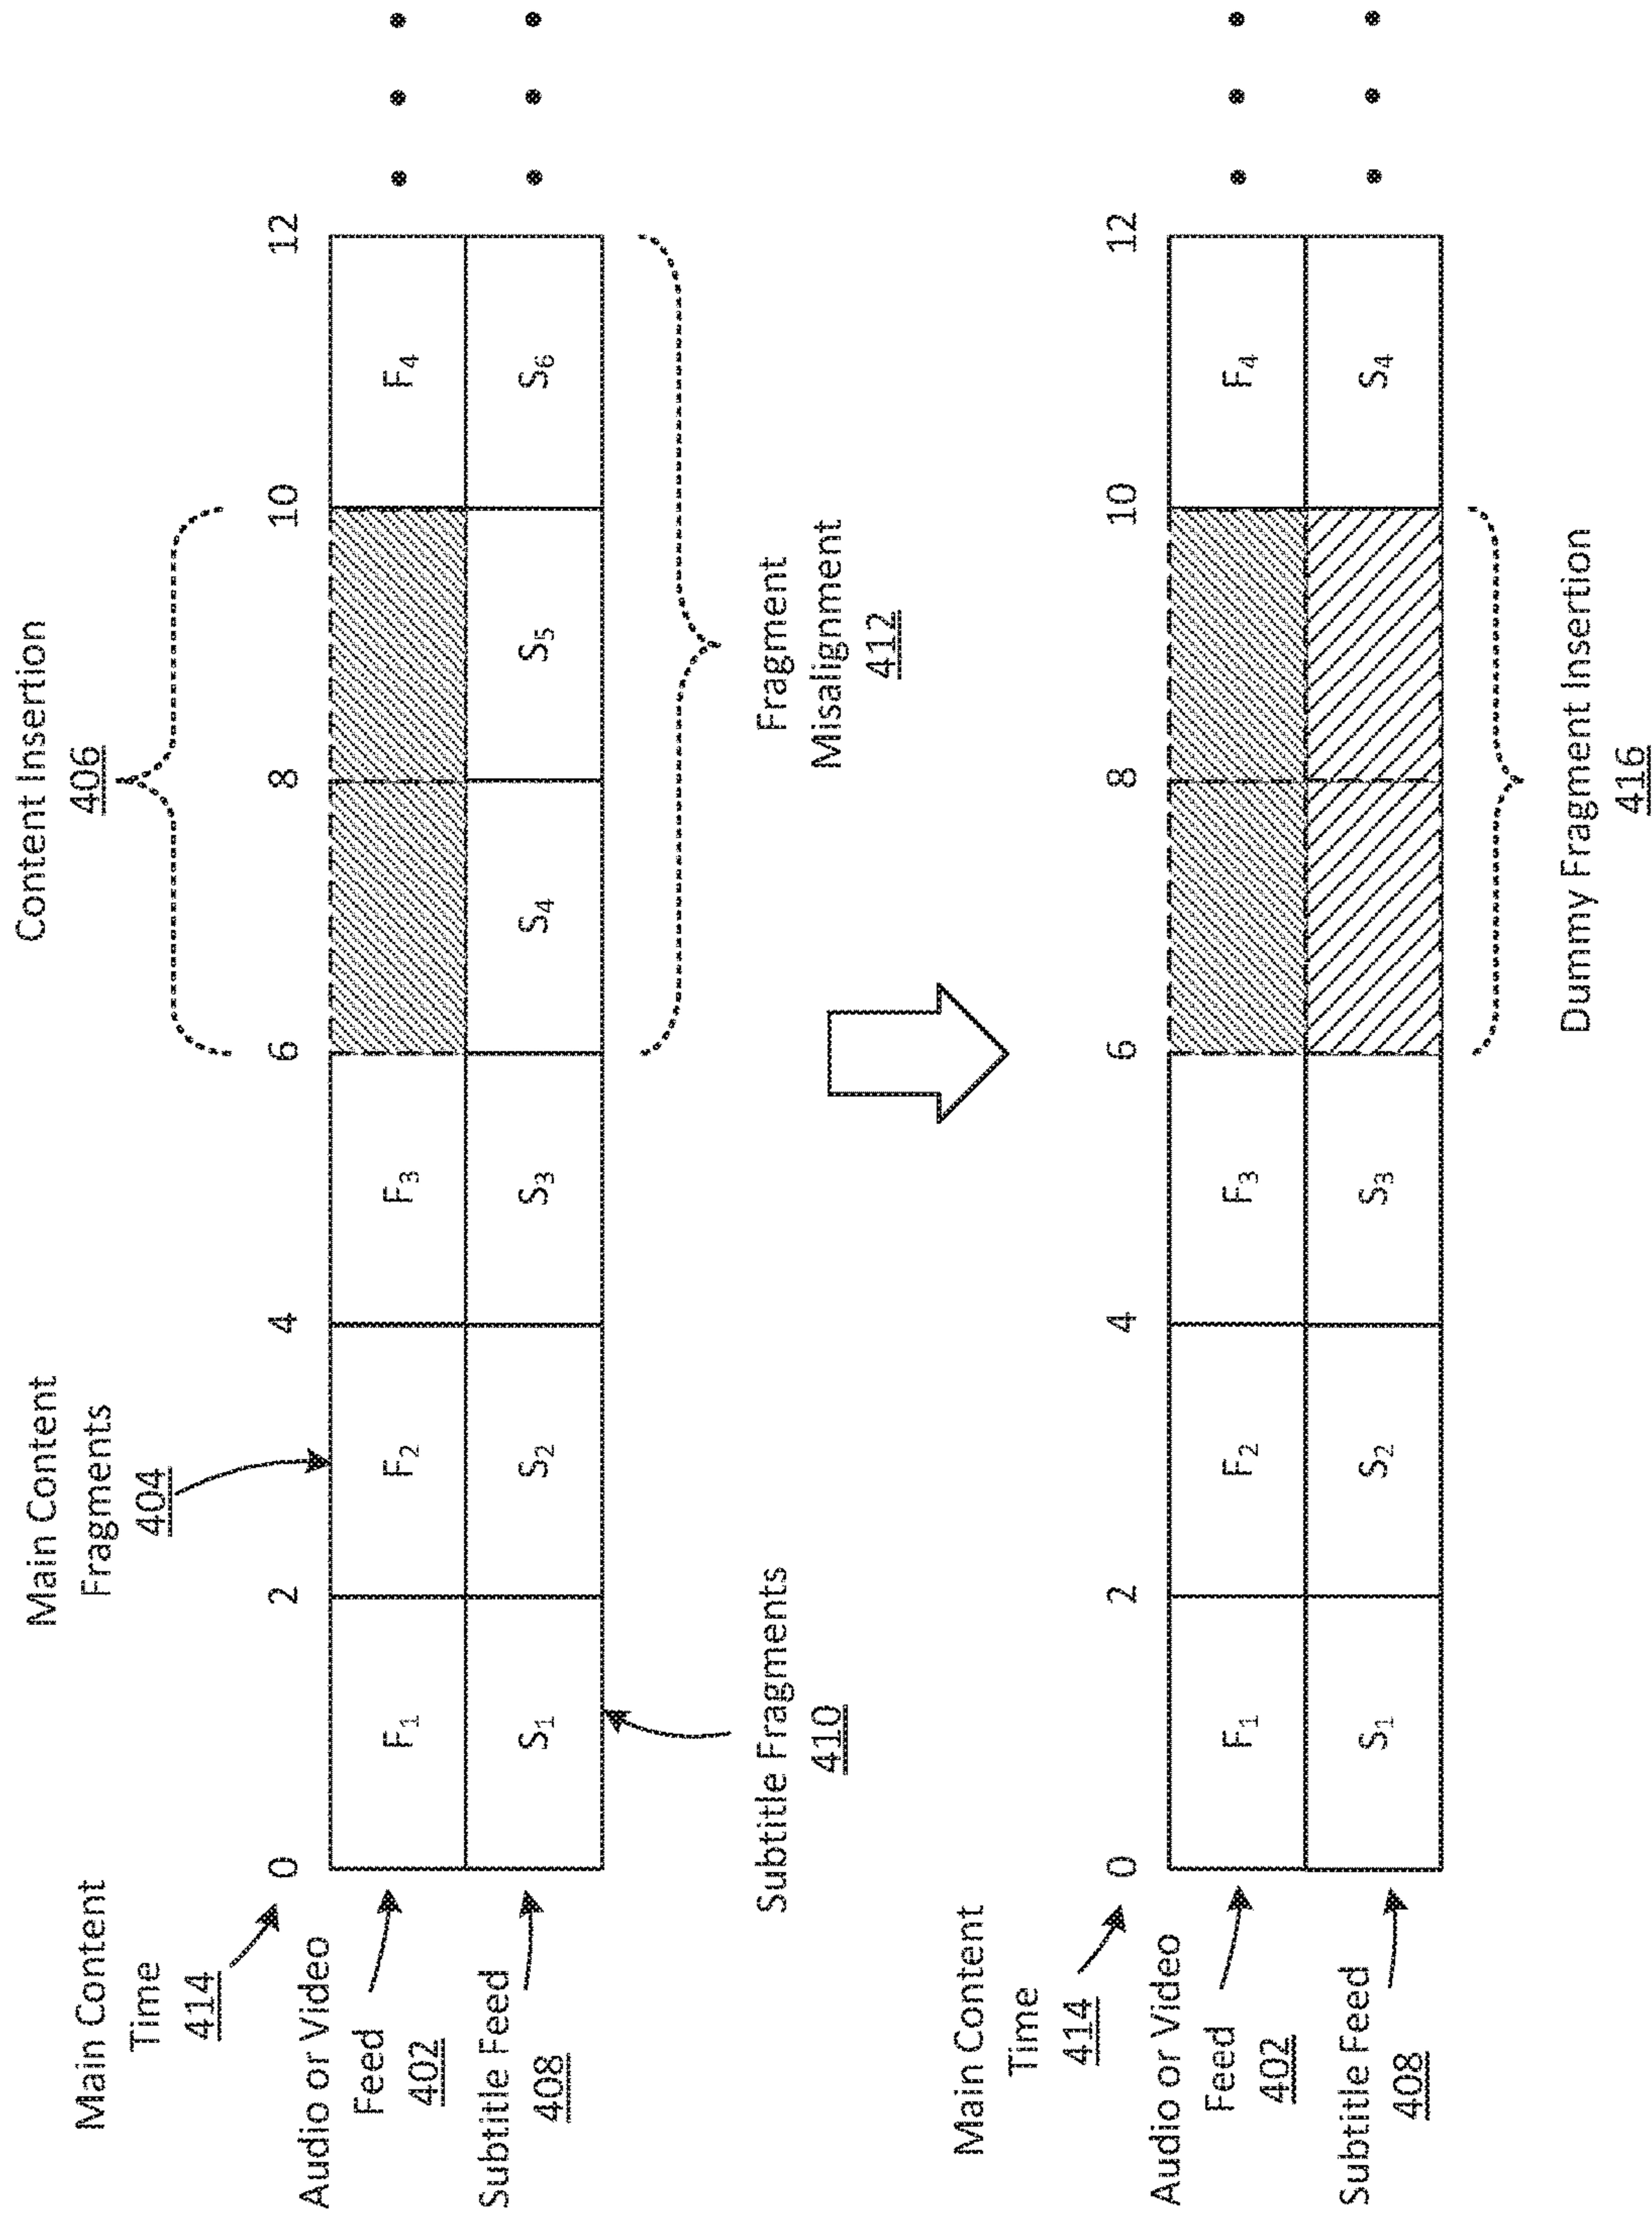 Content Insertion
406
Main Content
Fragments
404
Main Content
Time
414
0 2 4 6 8 10 12
Audio or Video
Feed
402
F1 F2 F3 F4
Subtitle Feed
408
S1 S2 S3 S4 S5 S6
Subtitle Fragments
410
Fragment
Misalignment
412
Main Content
Time
414
0 2 4 6 8 10 12
Audio or Video
Feed
402
F1 F2 F3 F4
Subtitle Feed
408
S1 S2 S3 S4
Dummy Fragment Insertion
416